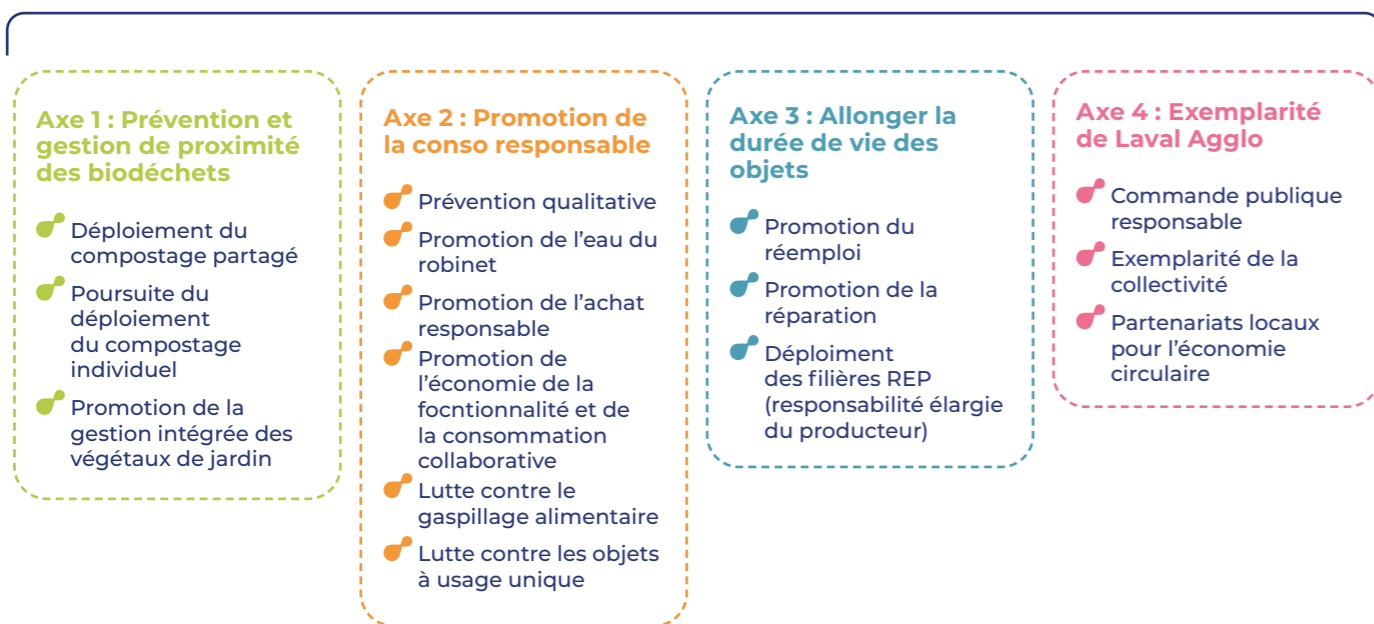 Axe 1 : Prévention et
gestion de proximité
des biodéchets
Déploiement du
compostage partagé
Poursuite du
déploiement
du compostage
individuel
Promotion de la
gestion intégrée des
végétaux de jardin
Axe 2 : Promotion de
la conso responsable
Prévention qualitative
Promotion de l’eau du
robinet
Promotion de l’achat
responsable
Promotion de
l’économie de la
focntionnalité et de
la consommation
collaborative
Lutte contre le
gaspillage alimentaire
Lutte contre les objets
à usage unique
Axe 3 : Allonger la
durée de vie des
objets
Promotion du
réemploi
Promotion de la
réparation
Déploiment
des filières REP
(responsabilité élargie
du producteur)
Axe 4 : Exemplarité
de Laval Agglo
Commande publique
responsable
Exemplarité de la
collectivité
Partenariats locaux
pour l’économie
circulaire